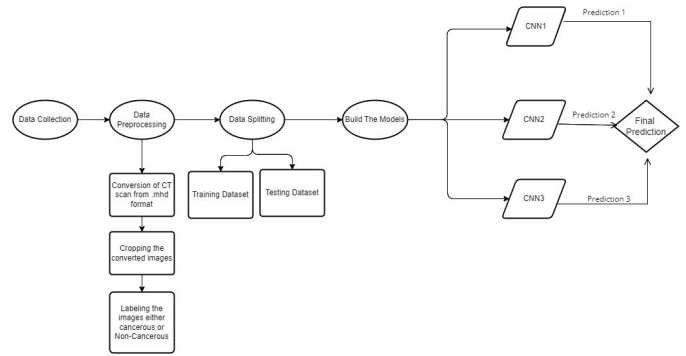 Data Collection
Data
Preprocessing
Data Splitting
Build The Models
Conversion of CT
scan from .mhd
format
Cropping the
converted images
Labeling the
images either
cancerous or
Non-Cancerous
Training Dataset
Testing Dataset
CNN1
Prediction 1
CNN2
Prediction 2
CNN3
Prediction 3
Final
Prediction